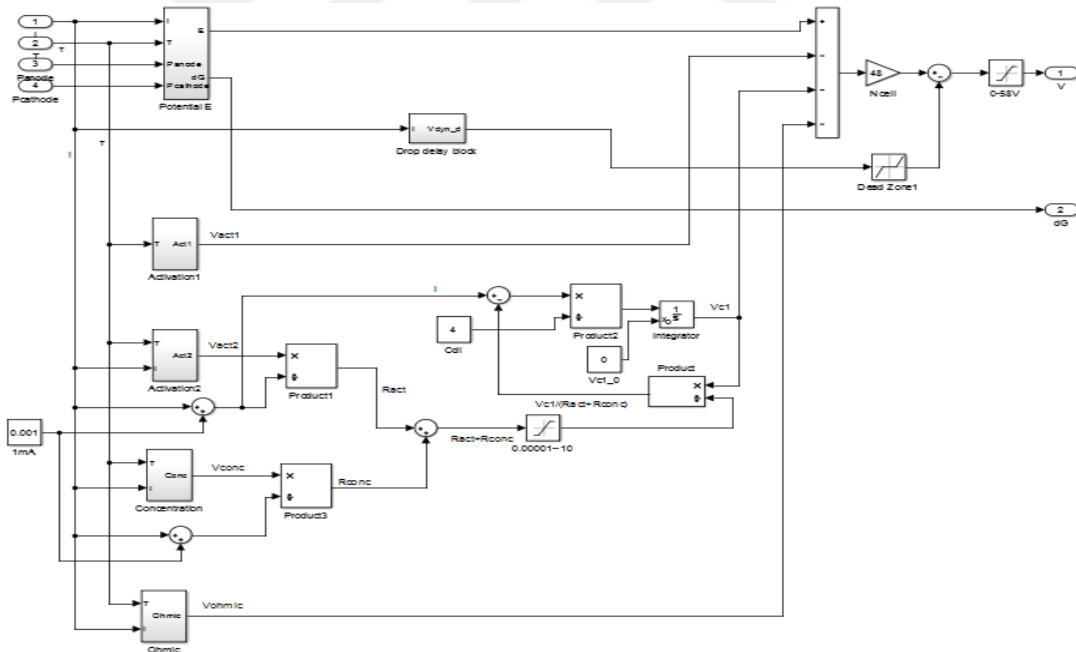 1
I
2
T
T
3
Panode
4
Pcathode
I
T
Panode
Pcathode
E
dG
Potential E
+
-
-
-
48
Ncell
+
-
0-58V
1
V
I
Vdyn_d
Drop delay block
Dead Zone1
2
dG
I
T
T
Act1
Activation1
Vact1
I
+
-
×
÷
Product2
4
Cdl
1
s
xo
Integrator
Vc1
0
Vc1_0
Product
×
÷
Vc1/(Ract+Rconc)
T
I
Act2
Activation2
Vact2
×
÷
Product1
Ract
+
+
0.001
1mA
+
+
Ract+Rconc
0.00001--10
T
I
Conc
Concentration
Vconc
×
÷
Product3
Rconc
+
+
T
I
Ohmic
Ohmic
Vohmic